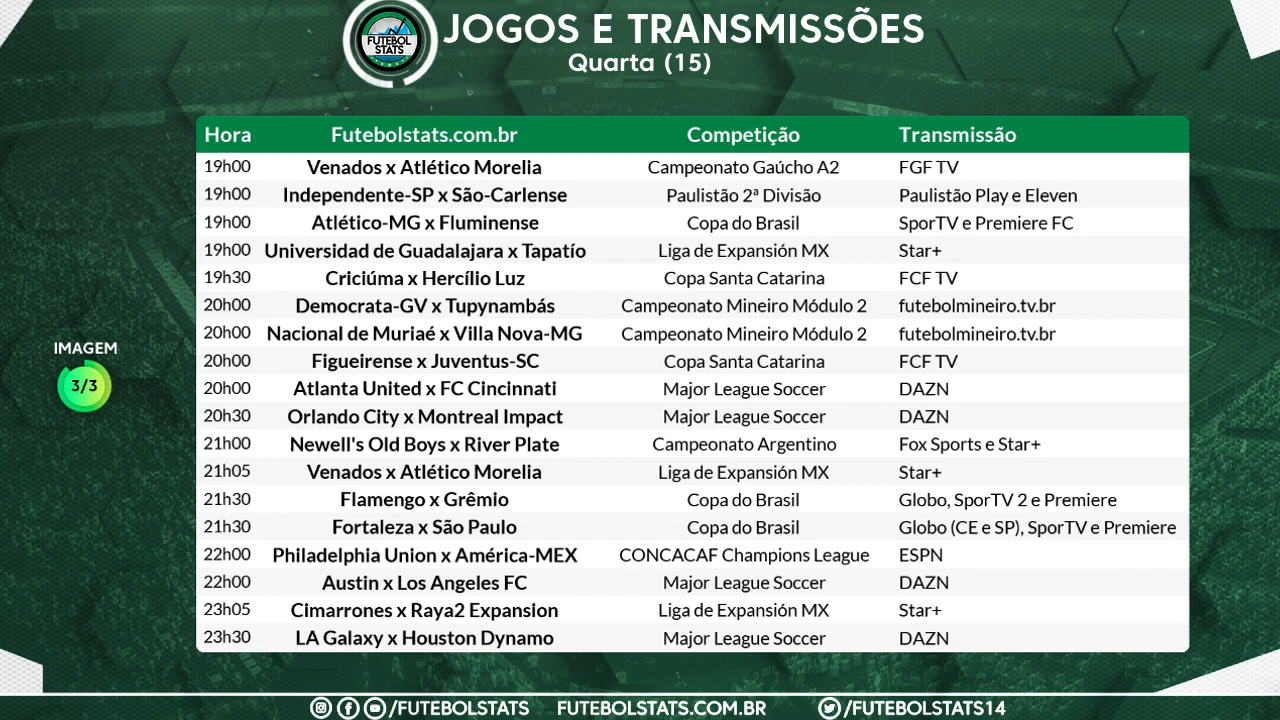 FUTEBOL
STATS
JOGOS E TRANSMISSÕES
Quarta (15)
Hora Futebolstats.com.br Competição Transmissão
19h00 Venados x Atlético Morelia Campeonato Gaúcho A2 FGF TV
19h00 Independente-SP x São-Carlense Paulistão 2ª Divisão Paulistão Play e Eleven
19h00 Atlético-MG x Fluminense Copa do Brasil SporTV e Premiere FC
19h00 Universidad de Guadalajara x Tapatío Liga de Expansión MX Star+
19h30 Criciúma x Hercílio Luz Copa Santa Catarina FCF TV
20h00 Democrata-GV x Tupynambás Campeonato Mineiro Módulo 2 futebolmineiro.tv.br
20h00 Nacional de Muriaé x Villa Nova-MG Campeonato Mineiro Módulo 2 futebolmineiro.tv.br
20h00 Figueirense x Juventus-SC Copa Santa Catarina FCF TV
20h00 Atlanta United x FC Cincinnati Major League Soccer DAZN
20h30 Orlando City x Montreal Impact Major League Soccer DAZN
21h00 Newell's Old Boys x River Plate Campeonato Argentino Fox Sports e Star+
21h05 Venados x Atlético Morelia Liga de Expansión MX Star+
21h30 Flamengo x Grêmio Copa do Brasil Globo, SporTV 2 e Premiere
21h30 Fortaleza x São Paulo Copa do Brasil Globo (CE e SP), SporTV e Premiere
22h00 Philadelphia Union x América-MEX CONCACAF Champions League ESPN
22h00 Austin x Los Angeles FC Major League Soccer DAZN
23h05 Cimarrones x Raya2 Expansion Liga de Expansión MX Star+
23h30 LA Galaxy x Houston Dynamo Major League Soccer DAZN
IMAGEM
3/3
/FUTEBOLSTATS FUTEBOLSTATS.COM.BR /FUTEBOLSTATS14